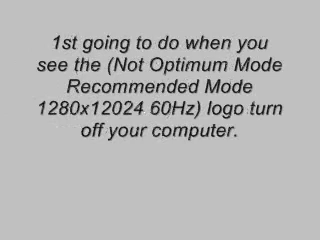 1st going to do when you
see the (Not Optimum Mode
Recommended Mode
1280x12024 60Hz) logo turn
off your computer.